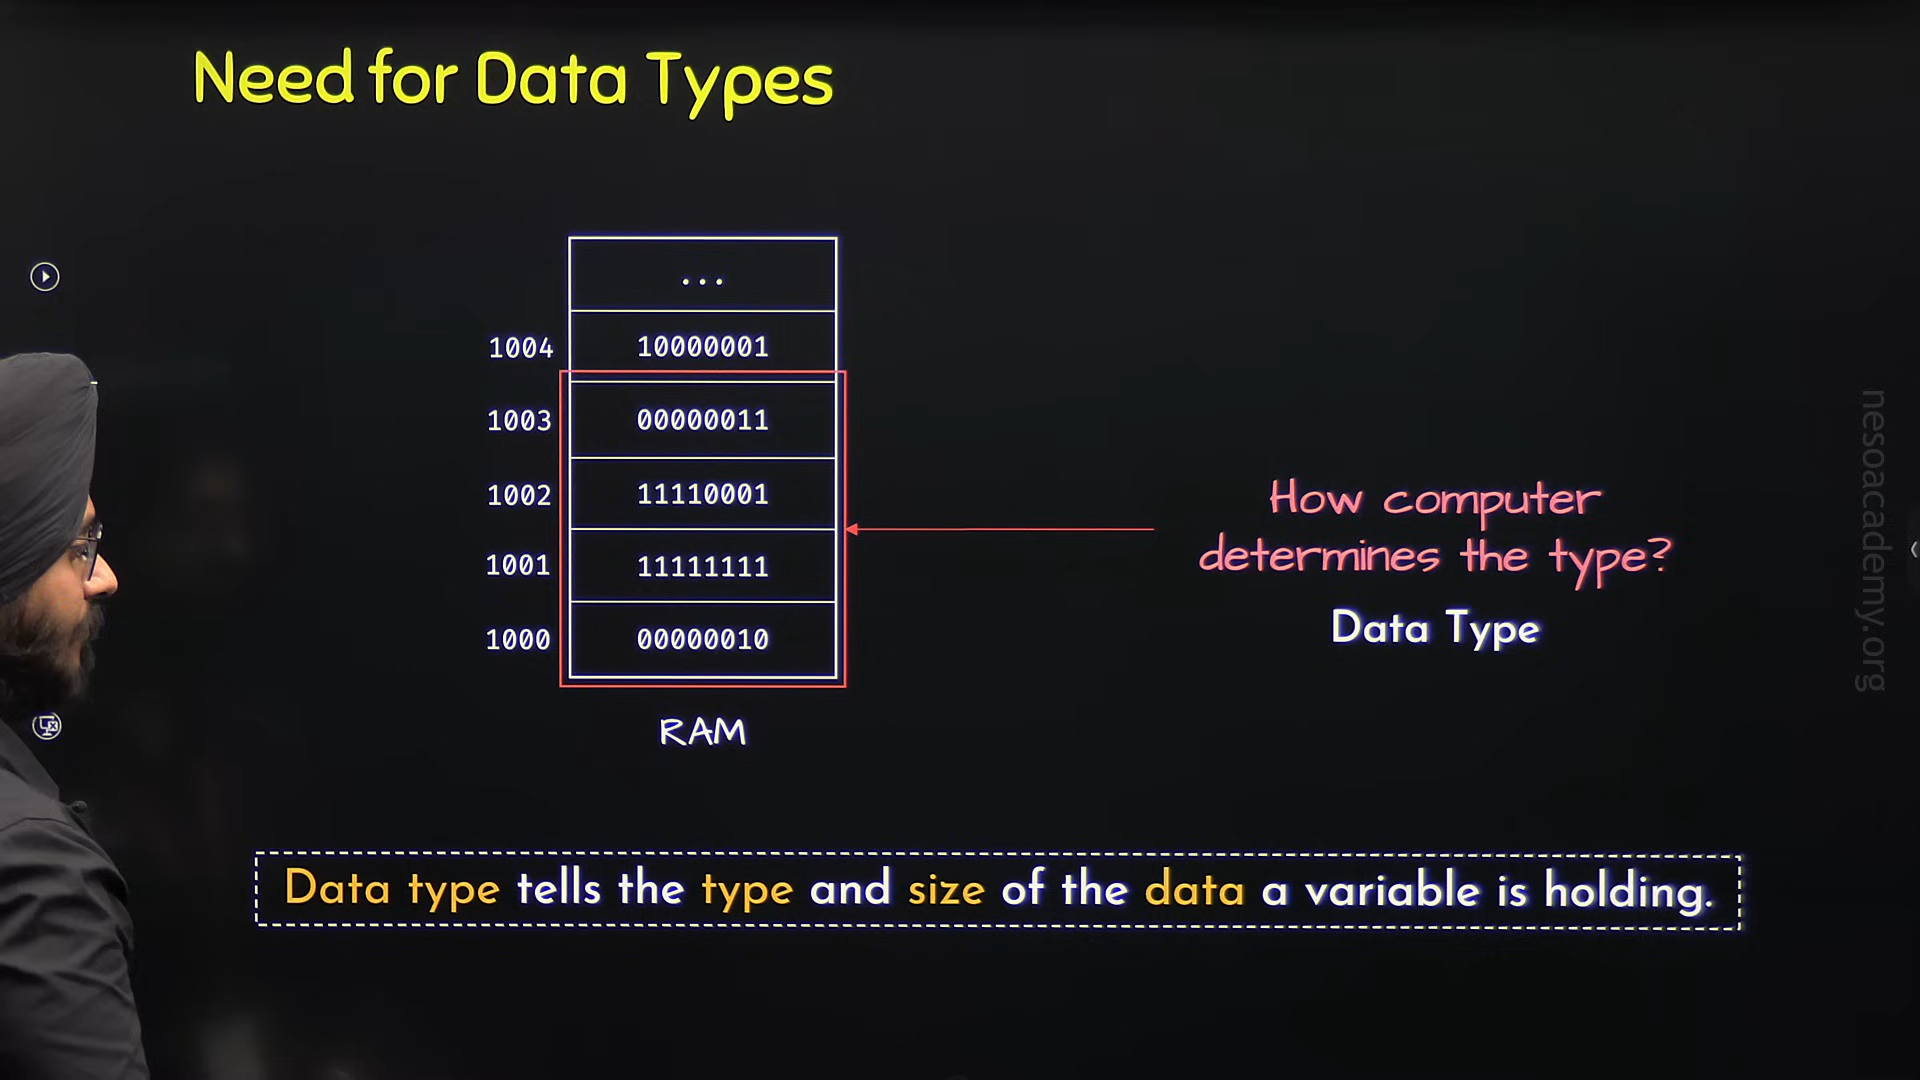 Need for Data Types
...
1004 10000001
1003 00000011
1002 11110001
1001 11111111
1000 00000010
RAM
How computer
determines the type?
Data Type
Data type tells the type and size of the data a variable is holding.
nesoacademy.org